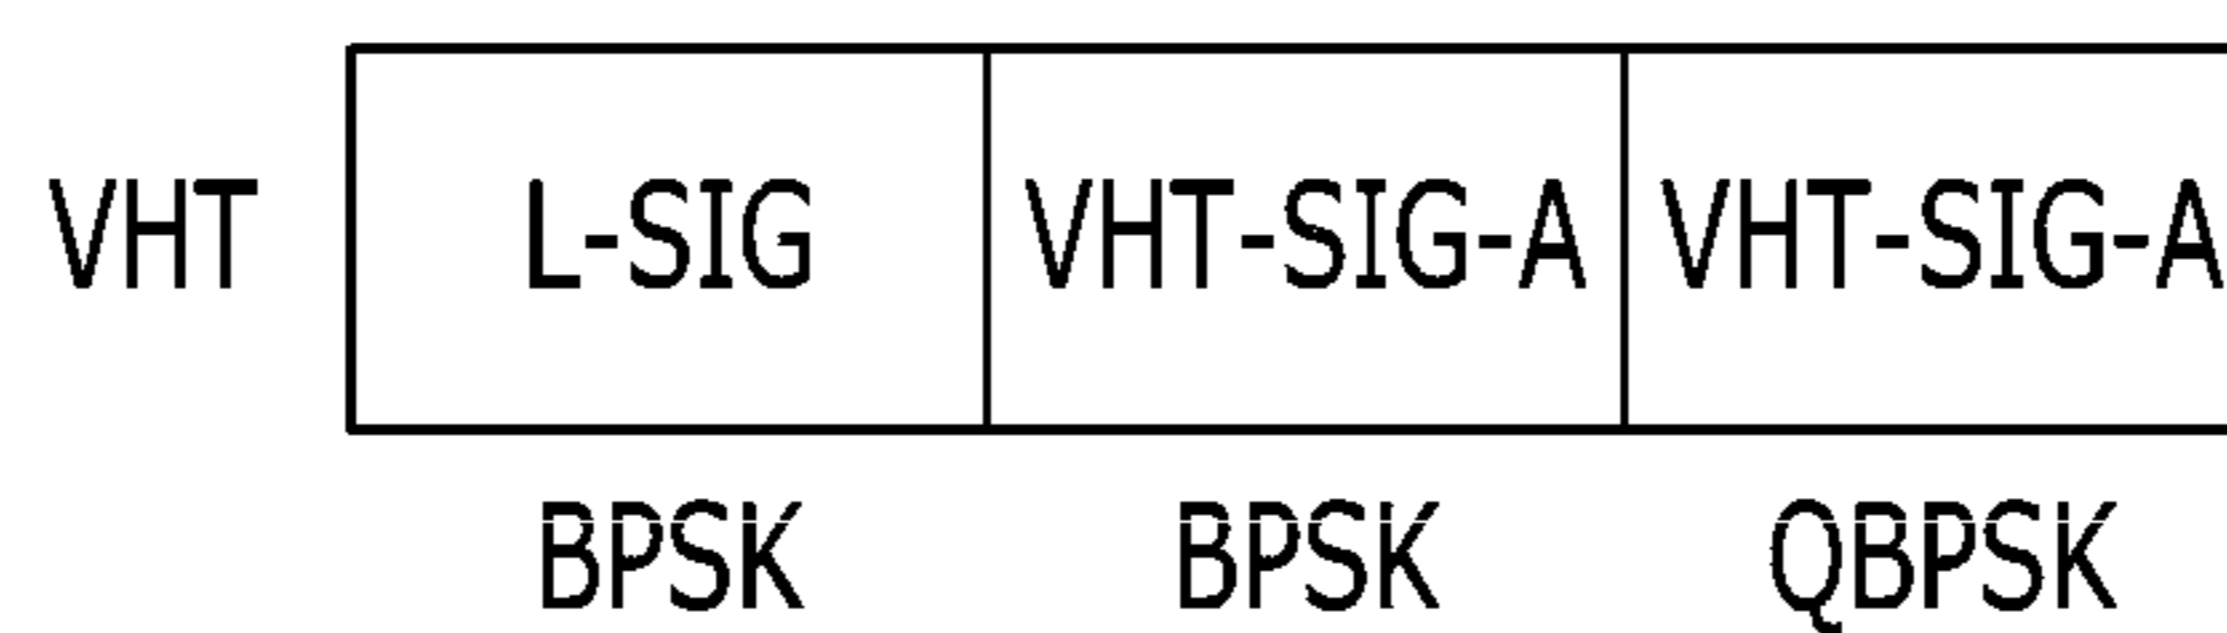 VHT L-SIG VHT-SIG-A VHT-SIG-A
BPSK BPSK QBPSK